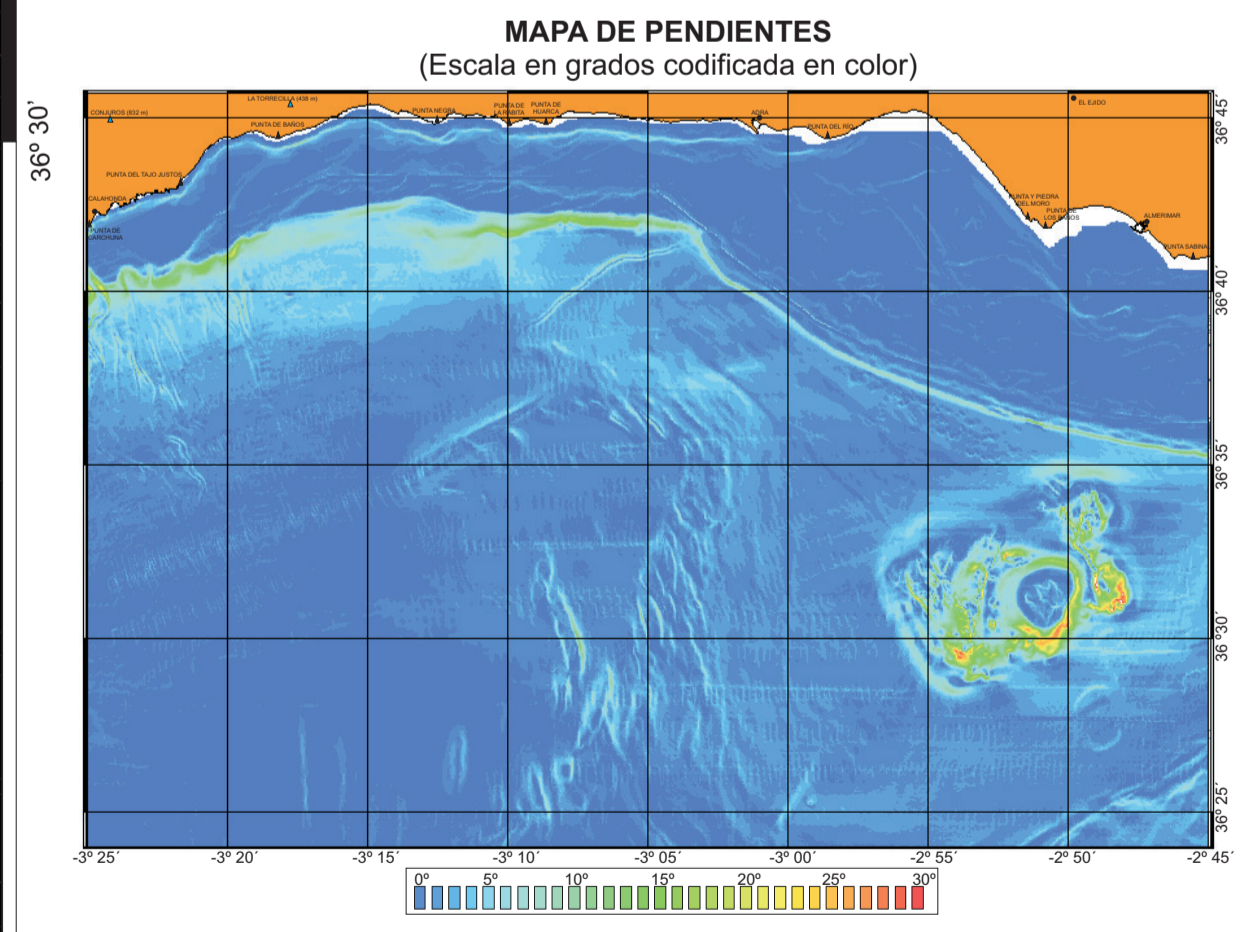 MAPA DE PENDIENTES
(Escala en grados codificada en color)
36º 30´
CONJUROS (832 m)
LA TORRECILLA (438 m)
PUNTA DE BAÑOS
PUNTA NEGRA
PUNTA DE
LA RÁBITA
PUNTA DE
HUARCA
ADRA
PUNTA DEL RÍO
EL EJIDO
PUNTA DEL TAJO JUSTOS
CALAHONDA
PUNTA DE
CARCHUNA
PUNTA Y PIEDRA
DEL MORO
PUNTA DE
LOS BAÑOS
ALMERIMAR
PUNTA SABINA
36º 45´
36º 40´
36º 35´
36º 30´
36º 25´
-3º 25´ -3º 20´ -3º 15´ -3º 10´ -3º 05´ -3º 00´ -2º 55´ -2º 50´ -2º 45´
0º 5º 10º 15º 20º 25º 30º